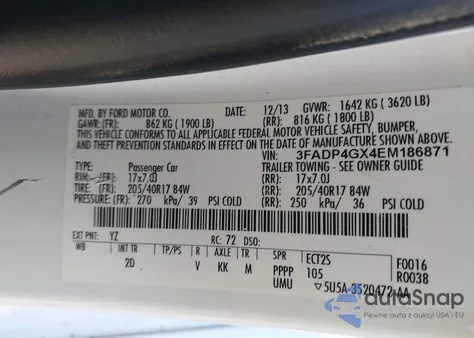 MFD. BY FORD MOTOR CO. DATE: 12/13 GVWR: 1642 KG ( 3620 LB)
GAWR: (FR): 862 KG ( 1900 LB) (RR): 816 KG ( 1800 LB)
THIS VEHICLE CONFORMS TO ALL APPLICABLE FEDERAL MOTOR VEHICLE SAFETY, BUMPER,
AND THEFT PREVENTION STANDARDS IN EFFECT ON THE DATE OF MANUFACTURE SHOWN ABOVE.
VIN: 3FADP4GX4EM186871
TYPE: Passenger Car TRAILER TOWING - SEE OWNER GUIDE
RIM: (FR) 17x7.0J (RR): 17x7.0J
TIRE: (FR) 205/40R17 84W (RR): 205/40R17 84W
COLD (FR): 270 kPa/ 39 PSI COLD (RR): 250 kPa/ 36 PSI COLD
EXT PNT: YZ RC: 72 DSO:
WB INT TR TP/PS R AXLE TR SPR ECT2S F0016
2D V KK M PPPP 105 R0038
UMU ▽5U5A-3520472-AA
autoSnap
Pewne auta z aukcji USA i EU